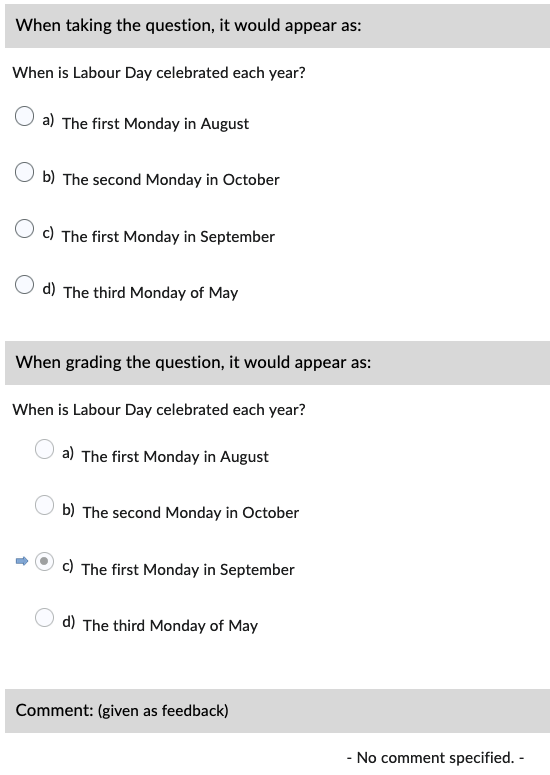 When taking the question, it would appear as:
When is Labour Day celebrated each year?
a) The first Monday in August
b) The second Monday in October
c) The first Monday in September
d) The third Monday of May
When grading the question, it would appear as:
When is Labour Day celebrated each year?
a) The first Monday in August
b) The second Monday in October
c) The first Monday in September
d) The third Monday of May
Comment: (given as feedback)
- No comment specified. -